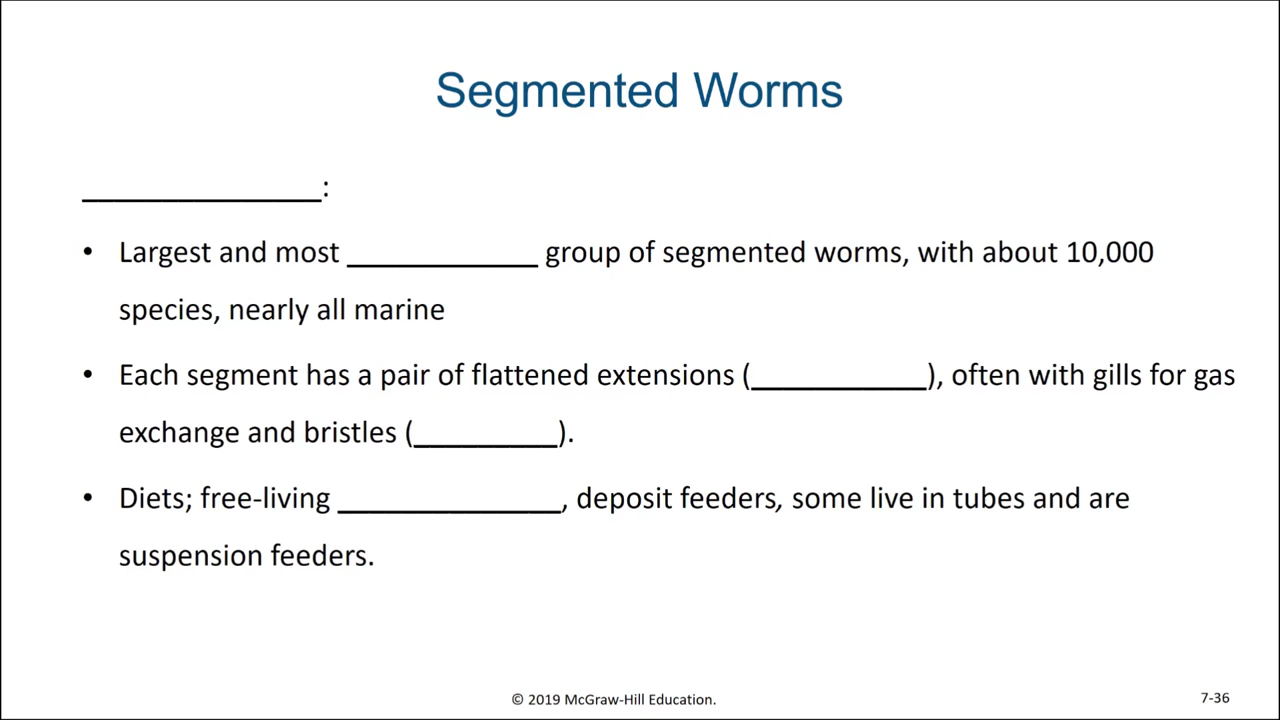 Segmented Worms
_______________:
• Largest and most ____________ group of segmented worms, with about 10,000
species, nearly all marine
• Each segment has a pair of flattened extensions (___________), often with gills for gas
exchange and bristles (_________).
• Diets; free-living ______________, deposit feeders, some live in tubes and are
suspension feeders.
© 2019 McGraw-Hill Education.
7-36